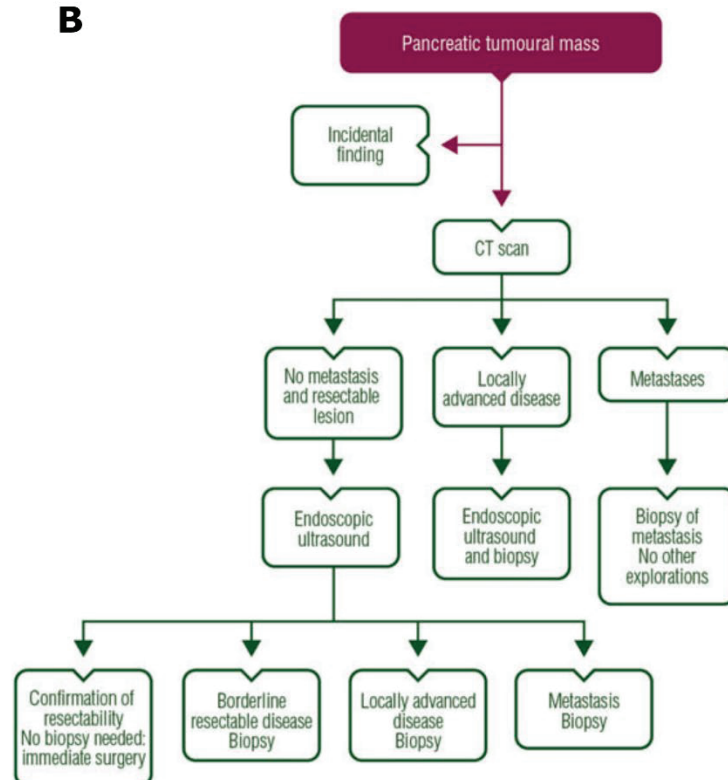 B
Pancreatic tumoural mass
Incidental
finding
CT scan
No metastasis
and resectable
lesion
Locally
advanced disease
Metastases
Endoscopic
ultrasound
Endoscopic
ultrasound
and biopsy
Biopsy of
metastasis
No other
explorations
Confirmation of
resectability
No biopsy needed:
immediate surgery
Borderline
resectable disease
Biopsy
Locally advanced
disease
Biopsy
Metastasis
Biopsy